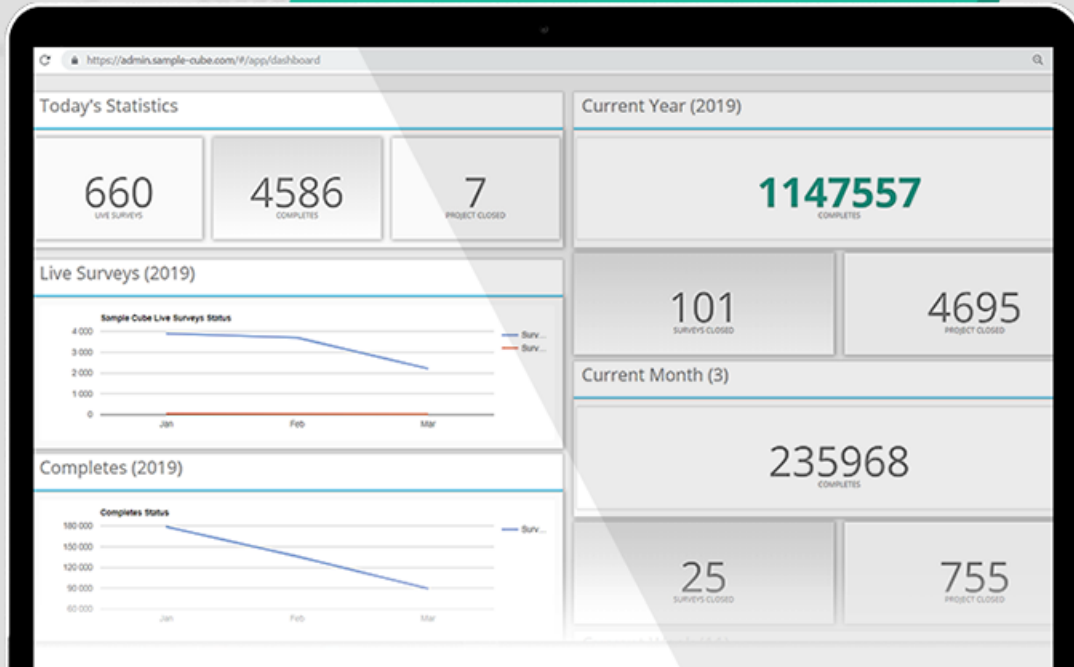 https://admin.sample-cube.com/#/app/dashboard
Today's Statistics
660
LIVE SURVEYS
4586
COMPLETES
7
PROJECT CLOSED
Live Surveys (2019)
Sample Cube Live Surveys Status
4 000
3 000
2 000
1 000
0
Jan
Feb
Mar
Surv...
Surv...
Completes (2019)
Completes Status
180 000
150 000
120 000
90 000
60 000
Jan
Feb
Mar
Surv...
Current Year (2019)
1147557
COMPLETES
101
SURVEYS CLOSED
4695
PROJECT CLOSED
Current Month (3)
235968
COMPLETES
25
SURVEYS CLOSED
755
PROJECT CLOSED